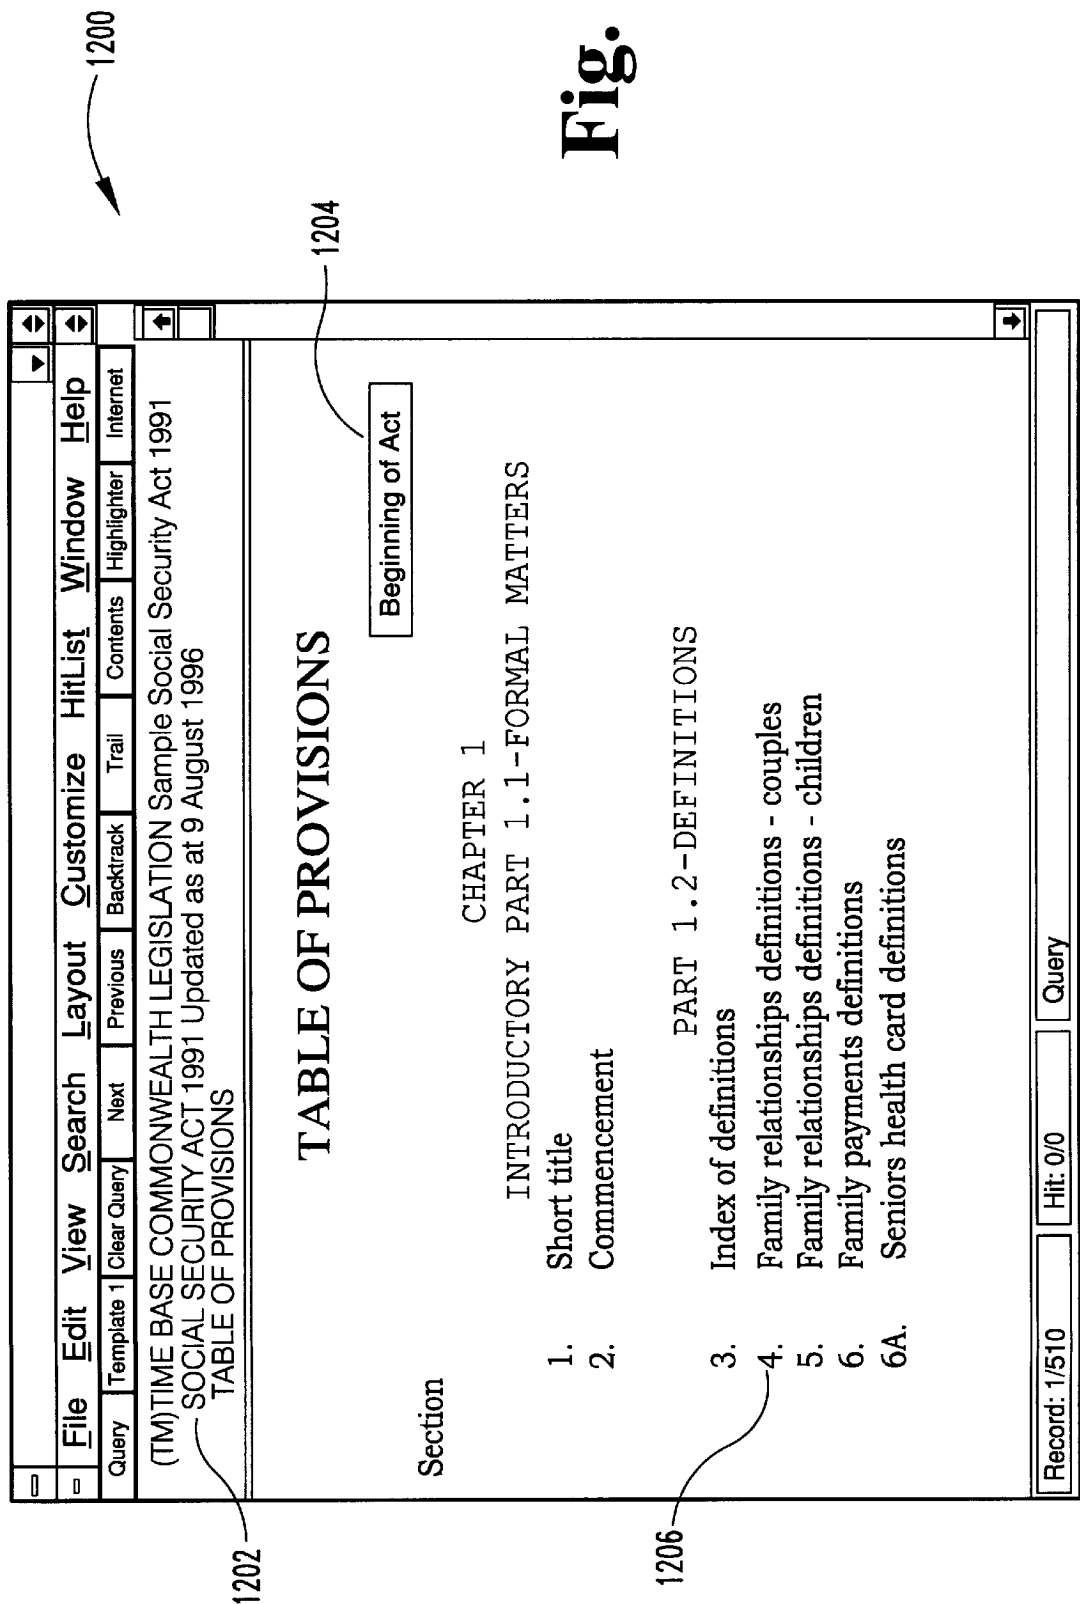 1200
File Edit View Search Layout Customize HitList Window Help
Query Template 1 Clear Query Next Previous Backtrack Trail Contents Highlighter Internet
(TM)TIME BASE COMMONWEALTH LEGISLATION Sample Social Security Act 1991
SOCIAL SECURITY ACT 1991 Updated as at 9 August 1996
TABLE OF PROVISIONS
1202
TABLE OF PROVISIONS
1204
Beginning of Act
Section
CHAPTER 1
INTRODUCTORY PART 1.1-FORMAL MATTERS
1. Short title
2. Commencement
PART 1.2-DEFINITIONS
3. Index of definitions
4. Family relationships definitions - couples
5. Family relationships definitions - children
6. Family payments definitions
6A. Seniors health card definitions
1206
Record: 1/510 Hit: 0/0 Query
Fig.